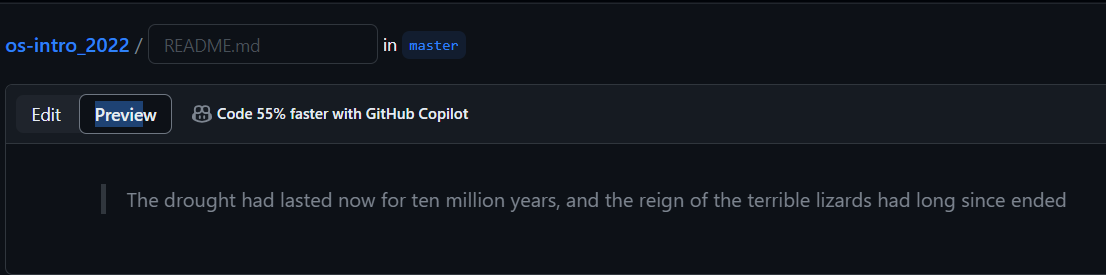 os-intro_2022 / README.md in master
Edit Preview Code 55% faster with GitHub Copilot
The drought had lasted now for ten million years, and the reign of the terrible lizards had long since ended